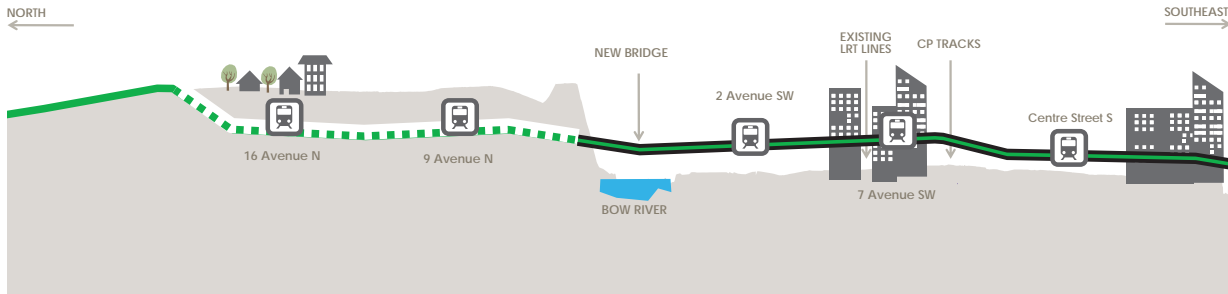 NORTH
SOUTHEAST
EXISTING
LRT LINES
CP TRACKS
NEW BRIDGE
2 Avenue SW
Centre Street S
16 Avenue N
9 Avenue N
7 Avenue SW
BOW RIVER